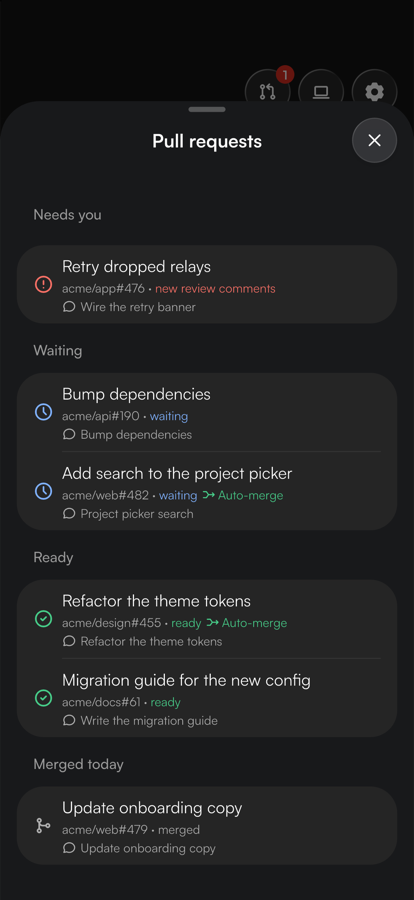 1
Pull requests
Needs you
Retry dropped relays
acme/app#476 · new review comments
Wire the retry banner
Waiting
Bump dependencies
acme/api#190 · waiting
Bump dependencies
Add search to the project picker
acme/web#482 · waiting Auto-merge
Project picker search
Ready
Refactor the theme tokens
acme/design#455 · ready Auto-merge
Refactor the theme tokens
Migration guide for the new config
acme/docs#61 · ready
Write the migration guide
Merged today
Update onboarding copy
acme/web#479 · merged
Update onboarding copy